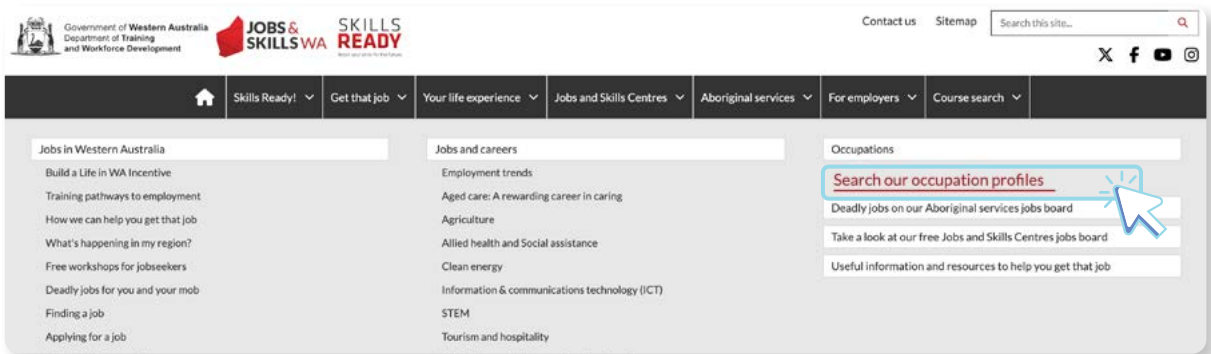 Government of Western Australia
Department of Training
and Workforce Development
JOBS &
SKILLS WA
SKILLS
READY
Contact us
Sitemap
Search this site...
Skills Ready!
Get that job
Your life experience
Jobs and Skills Centres
Aboriginal services
For employers
Course search
Jobs in Western Australia
Build a Life in WA Incentive
Training pathways to employment
How we can help you get that job
What's happening in my region?
Free workshops for jobseekers
Deadly jobs for you and your mob
Finding a job
Applying for a job
Jobs and careers
Employment trends
Aged care: A rewarding career in caring
Agriculture
Allied health and Social assistance
Clean energy
Information & communications technology (ICT)
STEM
Tourism and hospitality
Occupations
Search our occupation profiles
Deadly jobs on our Aboriginal services jobs board
Take a look at our free Jobs and Skills Centres jobs board
Useful information and resources to help you get that job